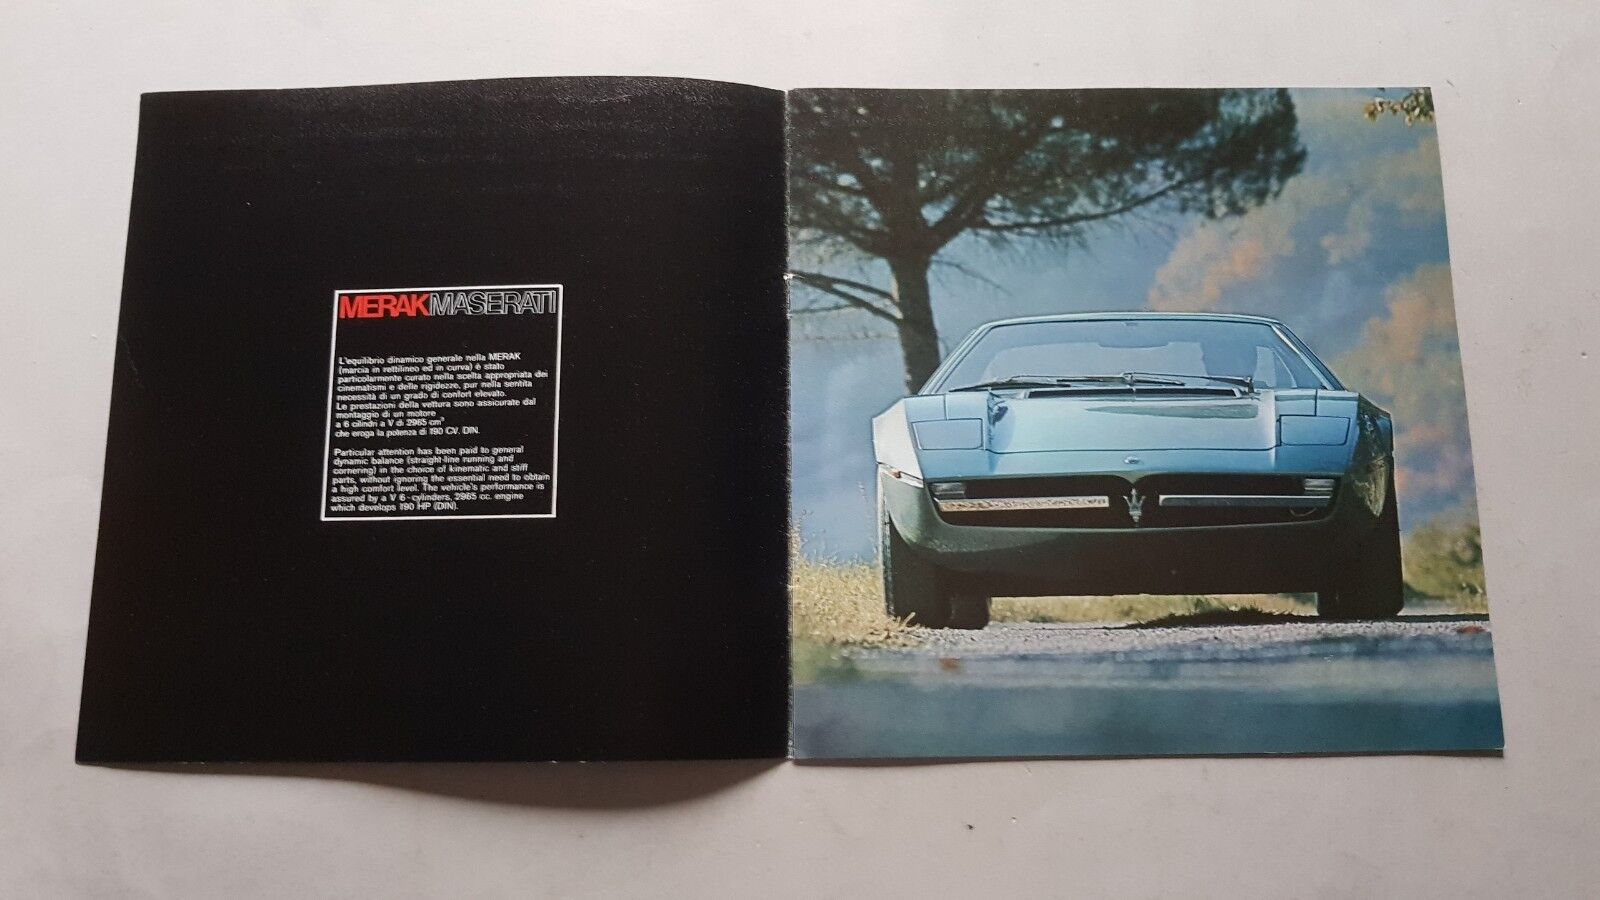 MERAKMASERATI
L'equilibrio dinamico generale nella MERAK
(marcia in rettilineo ed in curva) è stato
particolarmente curato nella scelta appropriata dei
cinematismi e delle rigidezze, pur nella sentita
necessità di un grado di confort elevato.
Le prestazioni della vettura sono assicurate dal
montaggio di un motore
a 6 cilindri a V di 2965 cm³
che eroga la potenza di 190 CV. DIN.
Particular attention has been paid to general
dynamic balance (straight-line running and
cornering) in the choice of kinematic and stiff
parts, without ignoring the essential need to obtain
a high comfort level. The vehicle's performance is
assured by a V 6-cylinders, 2965 cc. engine
which develops 190 HP (DIN).